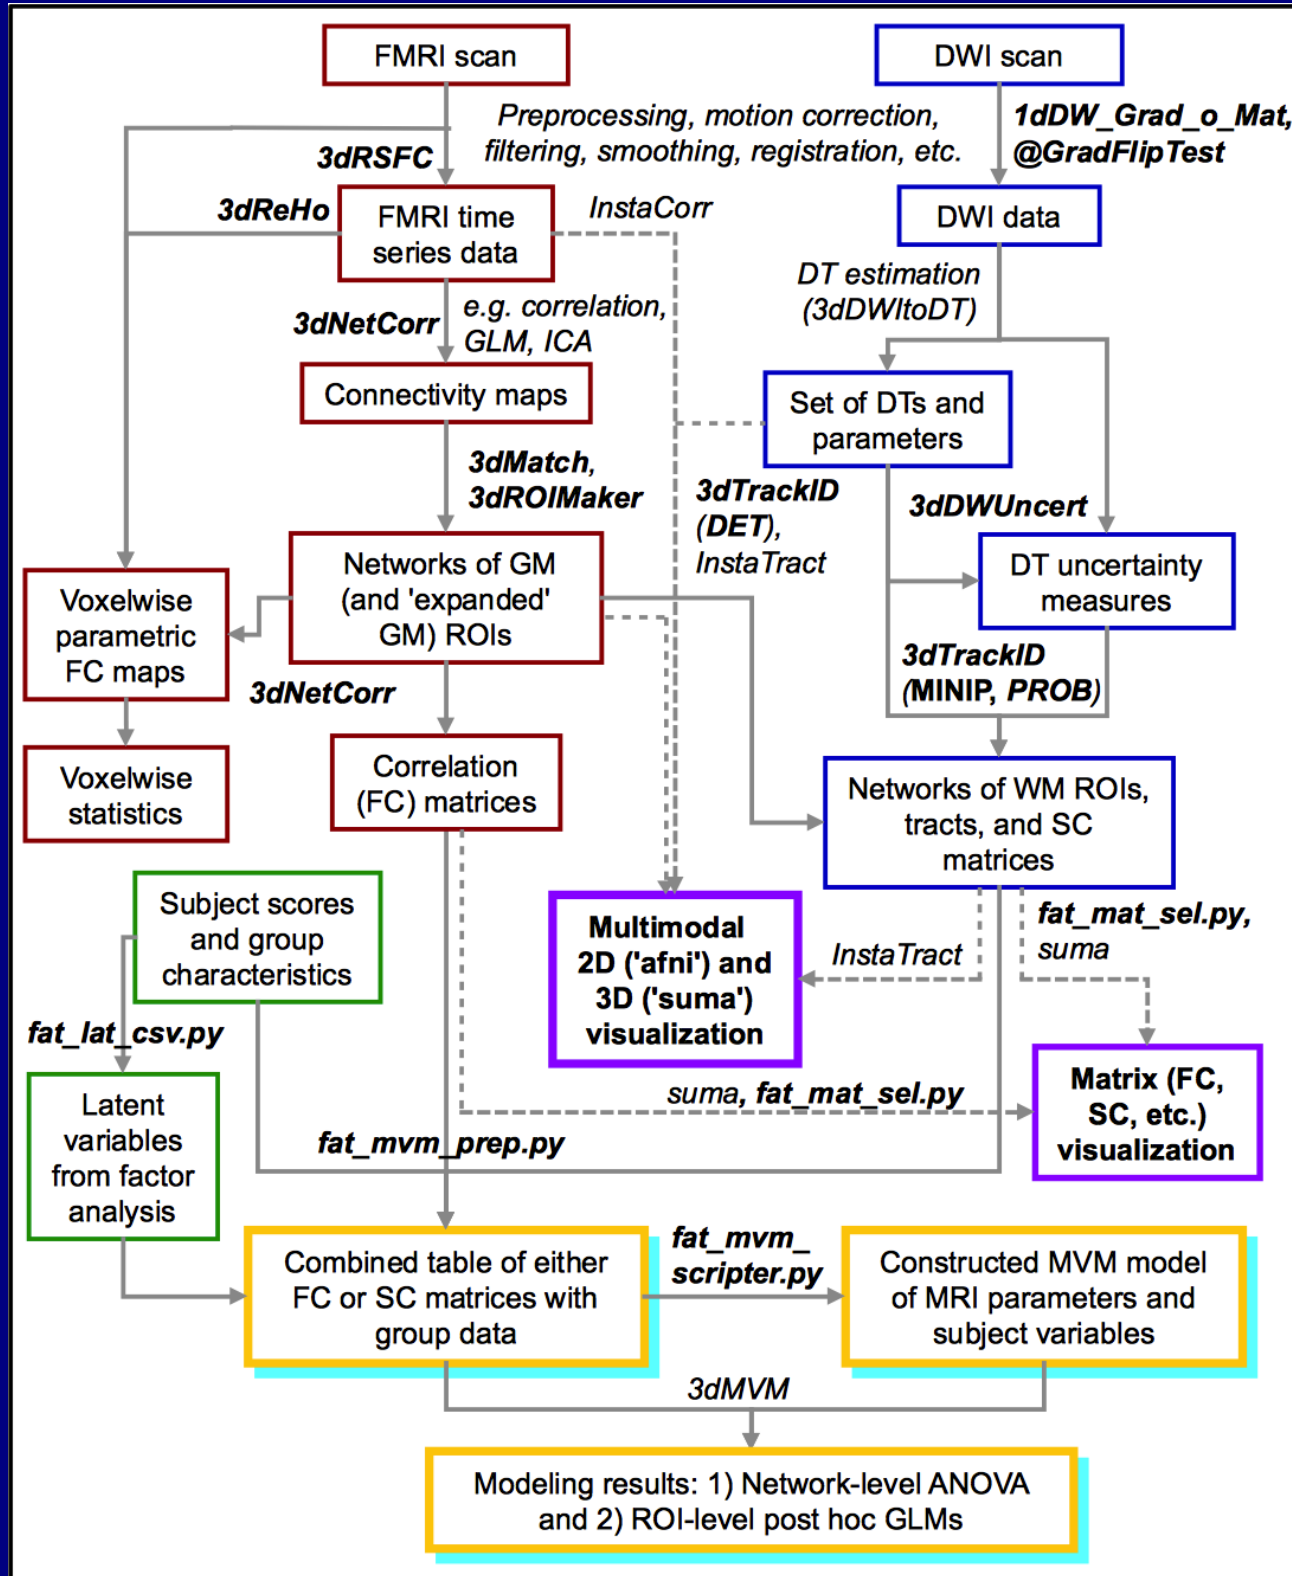 FMRI scan
DWI scan
Preprocessing, motion correction,
filtering, smoothing, registration, etc.
1dDW_Grad_o_Mat,
@GradFlipTest
3dRSFC
3dReHo
FMRI time
series data
InstaCorr
DWI data
DT estimation
(3dDWItoDT)
3dNetCorr
e.g. correlation,
GLM, ICA
Connectivity maps
Set of DTs and
parameters
3dMatch,
3dROIMaker
3dTrackID
(DET),
InstaTract
3dDWUncert
Networks of GM
(and 'expanded'
GM) ROIs
DT uncertainty
measures
Voxelwise
parametric
FC maps
3dNetCorr
3dTrackID
(MINIP, PROB)
Voxelwise
statistics
Correlation
(FC) matrices
Networks of WM ROIs,
tracts, and SC
matrices
Subject scores
and group
characteristics
Multimodal
2D ('afni') and
3D ('suma')
visualization
InstaTract
fat_mat_sel.py,
suma
fat_lat_csv.py
Latent
variables
from factor
analysis
suma, fat_mat_sel.py
Matrix (FC,
SC, etc.)
visualization
fat_mvm_prep.py
Combined table of either
FC or SC matrices with
group data
fat_mvm_
scripter.py
Constructed MVM model
of MRI parameters and
subject variables
3dMVM
Modeling results: 1) Network-level ANOVA
and 2) ROI-level post hoc GLMs